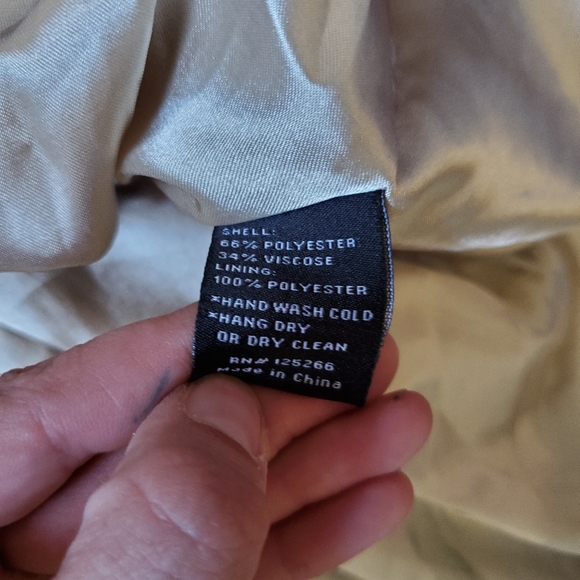 SHELL:
66% POLYESTER
34% VISCOSE
LINING:
100% POLYESTER
*HAND WASH COLD
*HANG DRY
OR DRY CLEAN
RN# 125266
Made in China